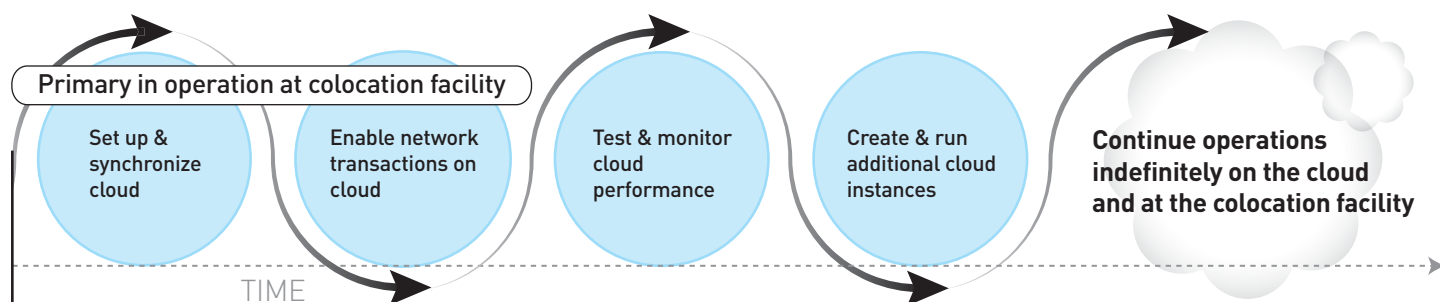 Primary in operation at colocation facility
Set up &
synchronize
cloud
Enable network
transactions on
cloud
Test & monitor
cloud
performance
Create & run
additional cloud
instances
Continue operations
indefinitely on the cloud
and at the colocation facility
TIME